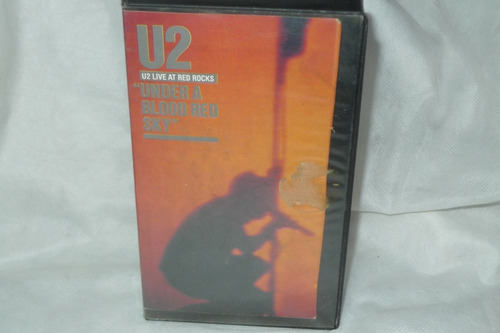 U2
U2 LIVE AT RED ROCKS
"UNDER A
BLOOD RED
SKY"